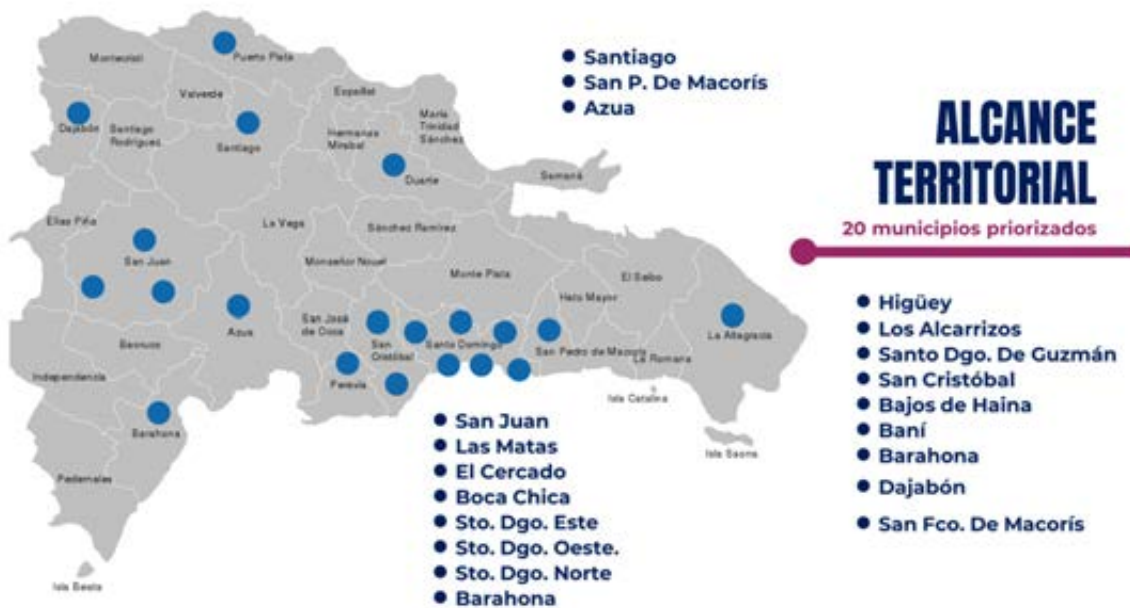 Montecristi
Puerto Plata
Valverde
Espaillat
Dajabón
Santiago
Rodríguez
Santiago
Hermanas
Mirabal
María
Trinidad
Sánchez
Duarte
Samaná
Elías Piña
La Vega
Sánchez Ramírez
San Juan
Monseñor Nouel
Monte Plata
El Seibo
Hato Mayor
Azua
San José
de Ocoa
San
Cristóbal
Santo Domingo
San Pedro de Macorís
La Romana
La Altagracia
Independencia
Peravia
Isla Catalina
Barahona
Isla Saona
Pedernales
Isla Beata
● Santiago
● San P. De Macorís
● Azua
ALCANCE
TERRITORIAL
20 municipios priorizados
● Higüey
● Los Alcarrizos
● Santo Dgo. De Guzmán
● San Cristóbal
● Bajos de Haina
● Baní
● Barahona
● Dajabón
● San Fco. De Macorís
● San Juan
● Las Matas
● El Cercado
● Boca Chica
● Sto. Dgo. Este
● Sto. Dgo. Oeste.
● Sto. Dgo. Norte
● Barahona